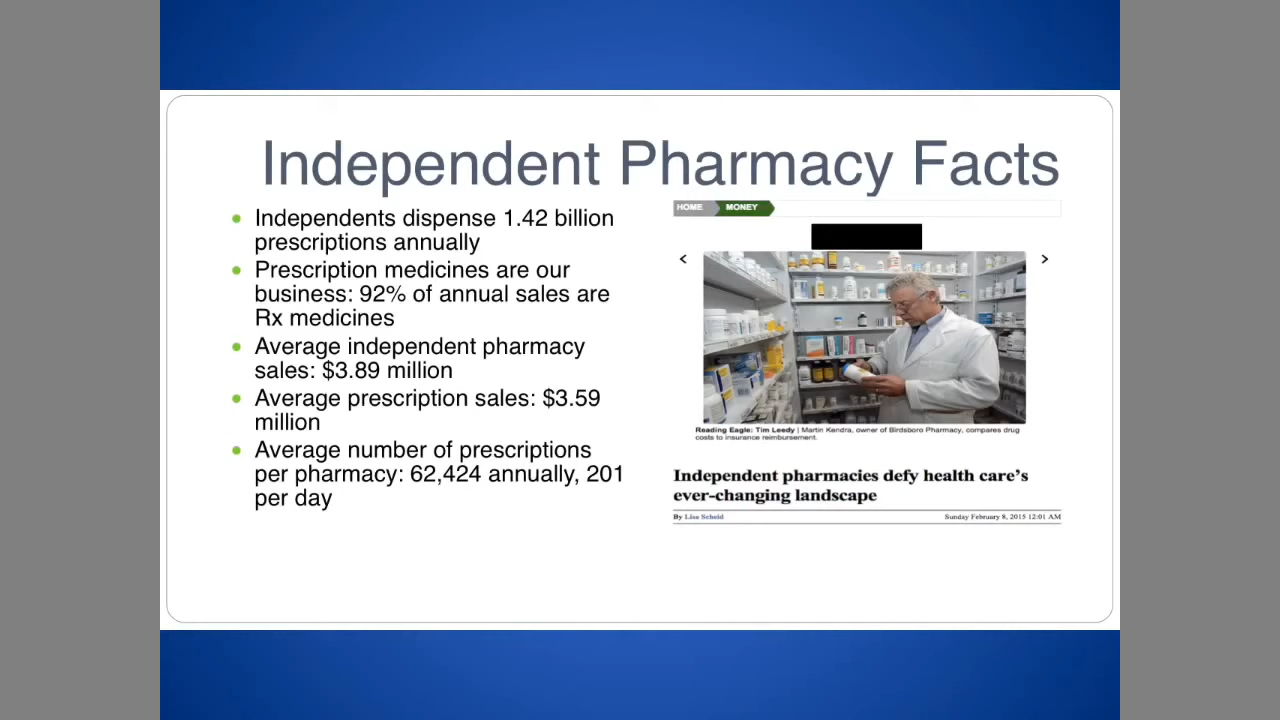 Independent Pharmacy Facts
Independents dispense 1.42 billion
prescriptions annually
Prescription medicines are our
business: 92% of annual sales are
Rx medicines
Average independent pharmacy
sales: $3.89 million
Average prescription sales: $3.59
million
Average number of prescriptions
per pharmacy: 62,424 annually, 201
per day
HOME MONEY
Reading Eagle: Tim Leedy | Martin Kendra, owner of Birdsboro Pharmacy, compares drug
costs to insurance reimbursement.
Independent pharmacies defy health care's
ever-changing landscape
By Lisa Scheid Sunday February 8, 2015 12:01 AM